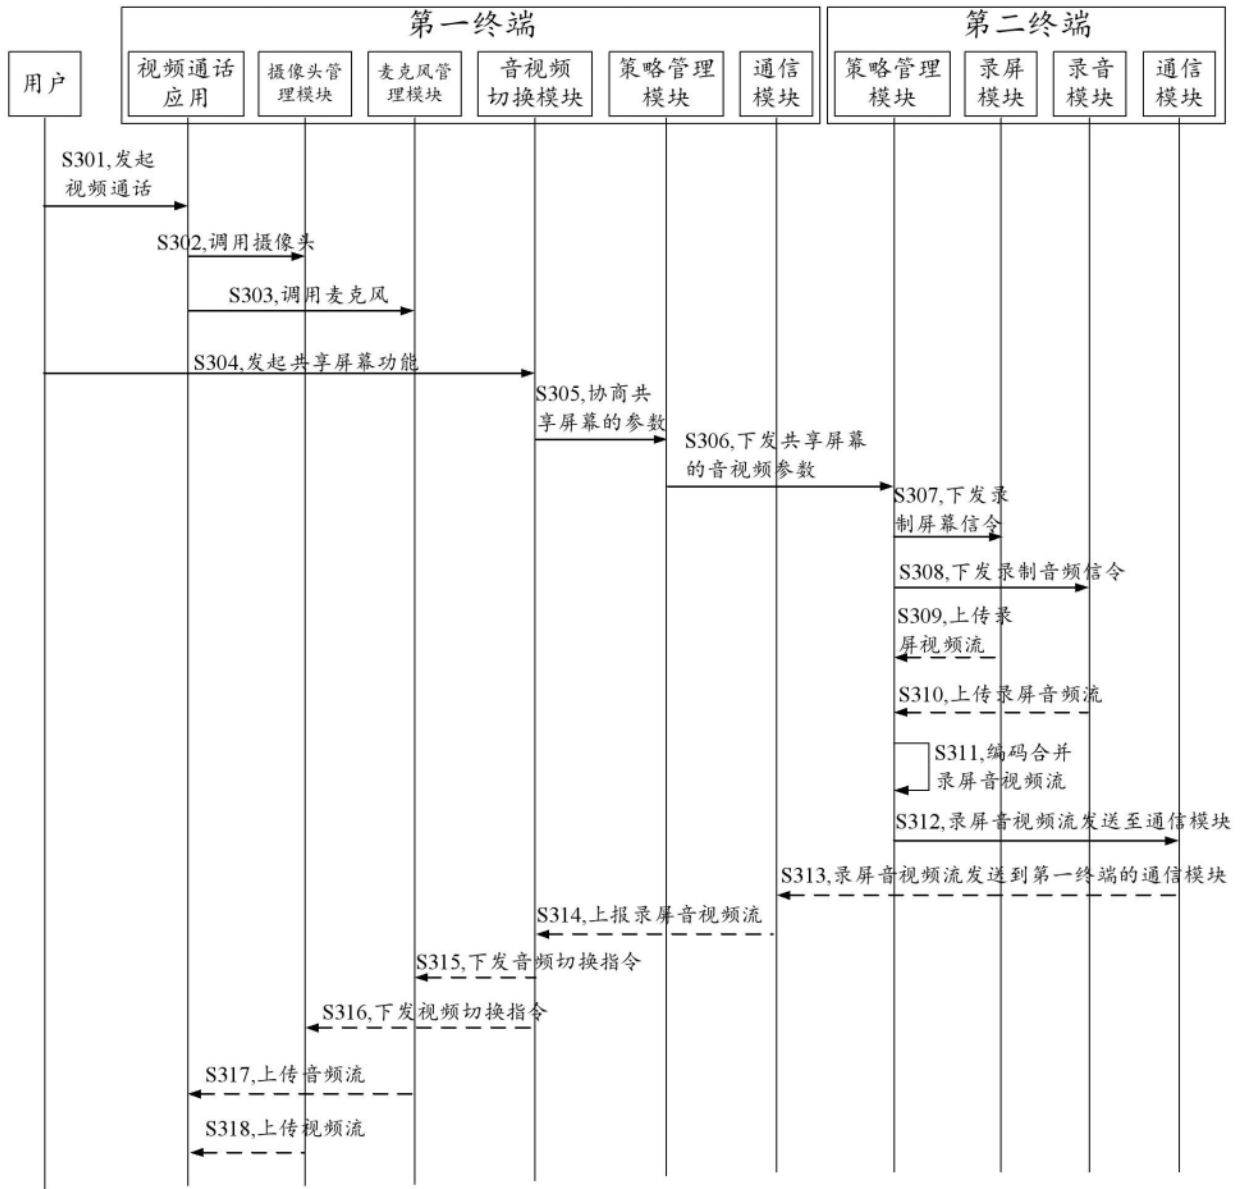 第一终端
第二终端
用户
视频通话
应用
摄像头管
理模块
麦克风管
理模块
音视频
切换模块
策略管理
模块
通信
模块
策略管理
模块
录屏
模块
录音
模块
通信
模块
S301,发起
视频通话
S302,调用摄像头
S303,调用麦克风
S304,发起共享屏幕功能
S305,协商共
享屏幕的参数
S306,下发共享屏幕
的音视频参数
S307,下发录
制屏幕信令
S308,下发录制音频信令
S309,上传录
屏视频流
S310,上传录屏音频流
S311,编码合并
录屏音视频流
S312,录屏音视频流发送至通信模块
S313,录屏音视频流发送到第一终端的通信模块
S314,上报录屏音视频流
S315,下发音频切换指令
S316,下发视频切换指令
S317,上传音频流
S318,上传视频流